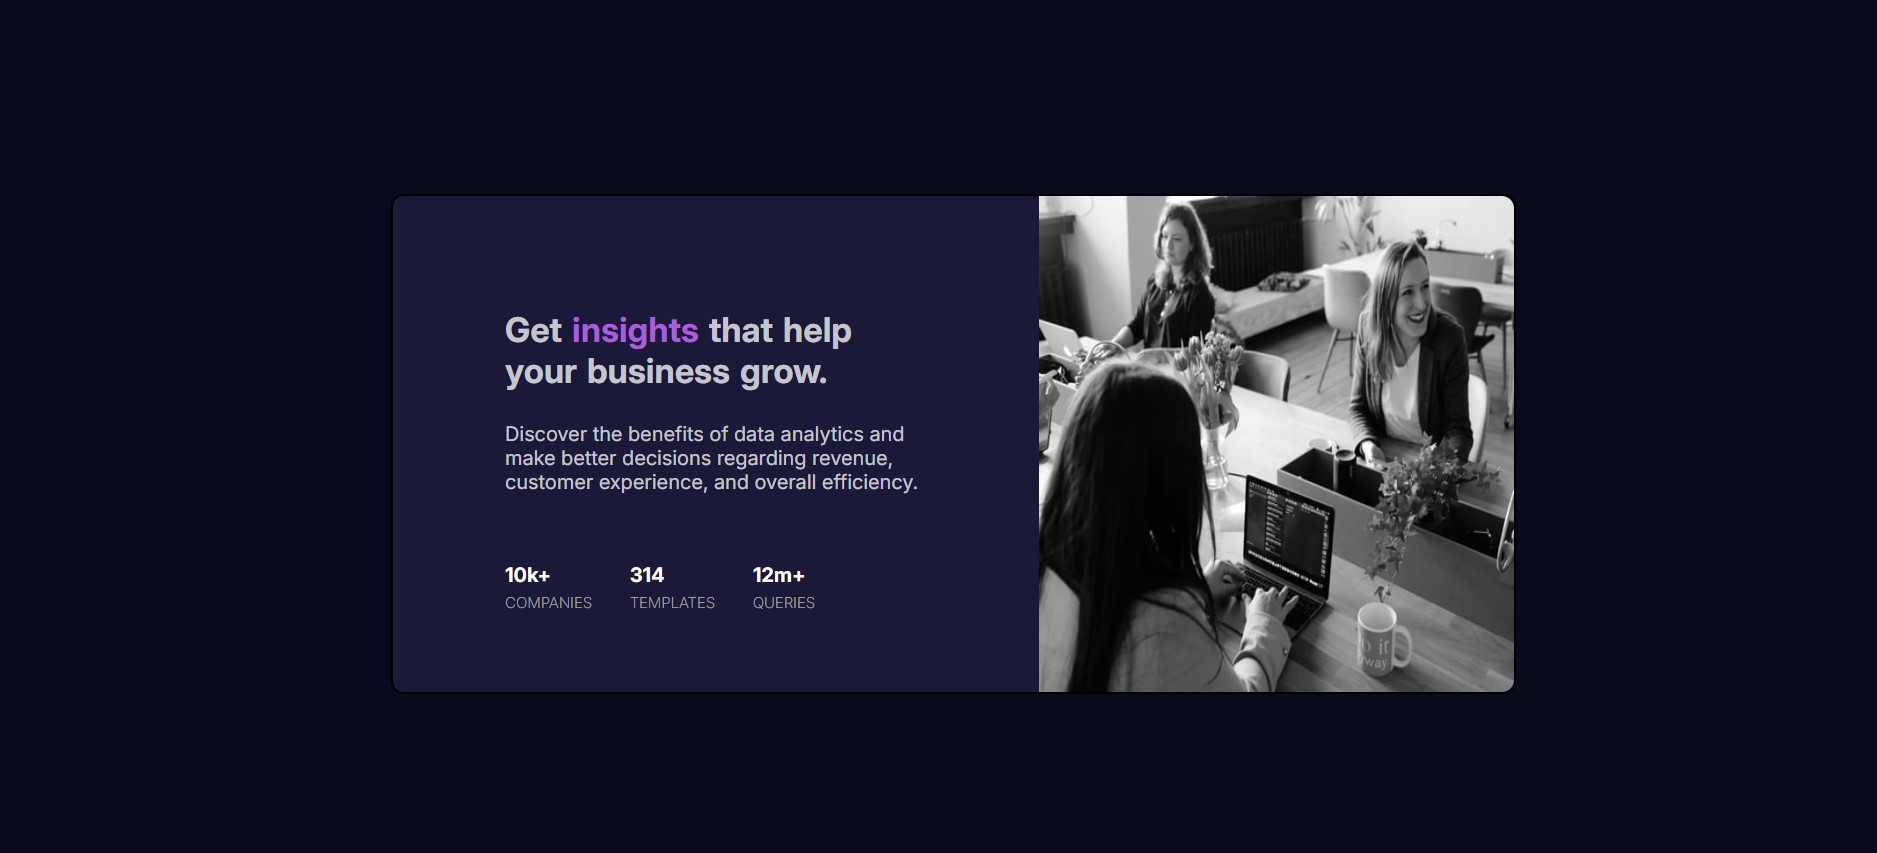 Get insights that help
your business grow.
Discover the benefits of data analytics and
make better decisions regarding revenue,
customer experience, and overall efficiency.
10k+ 314 12m+
COMPANIES TEMPLATES QUERIES